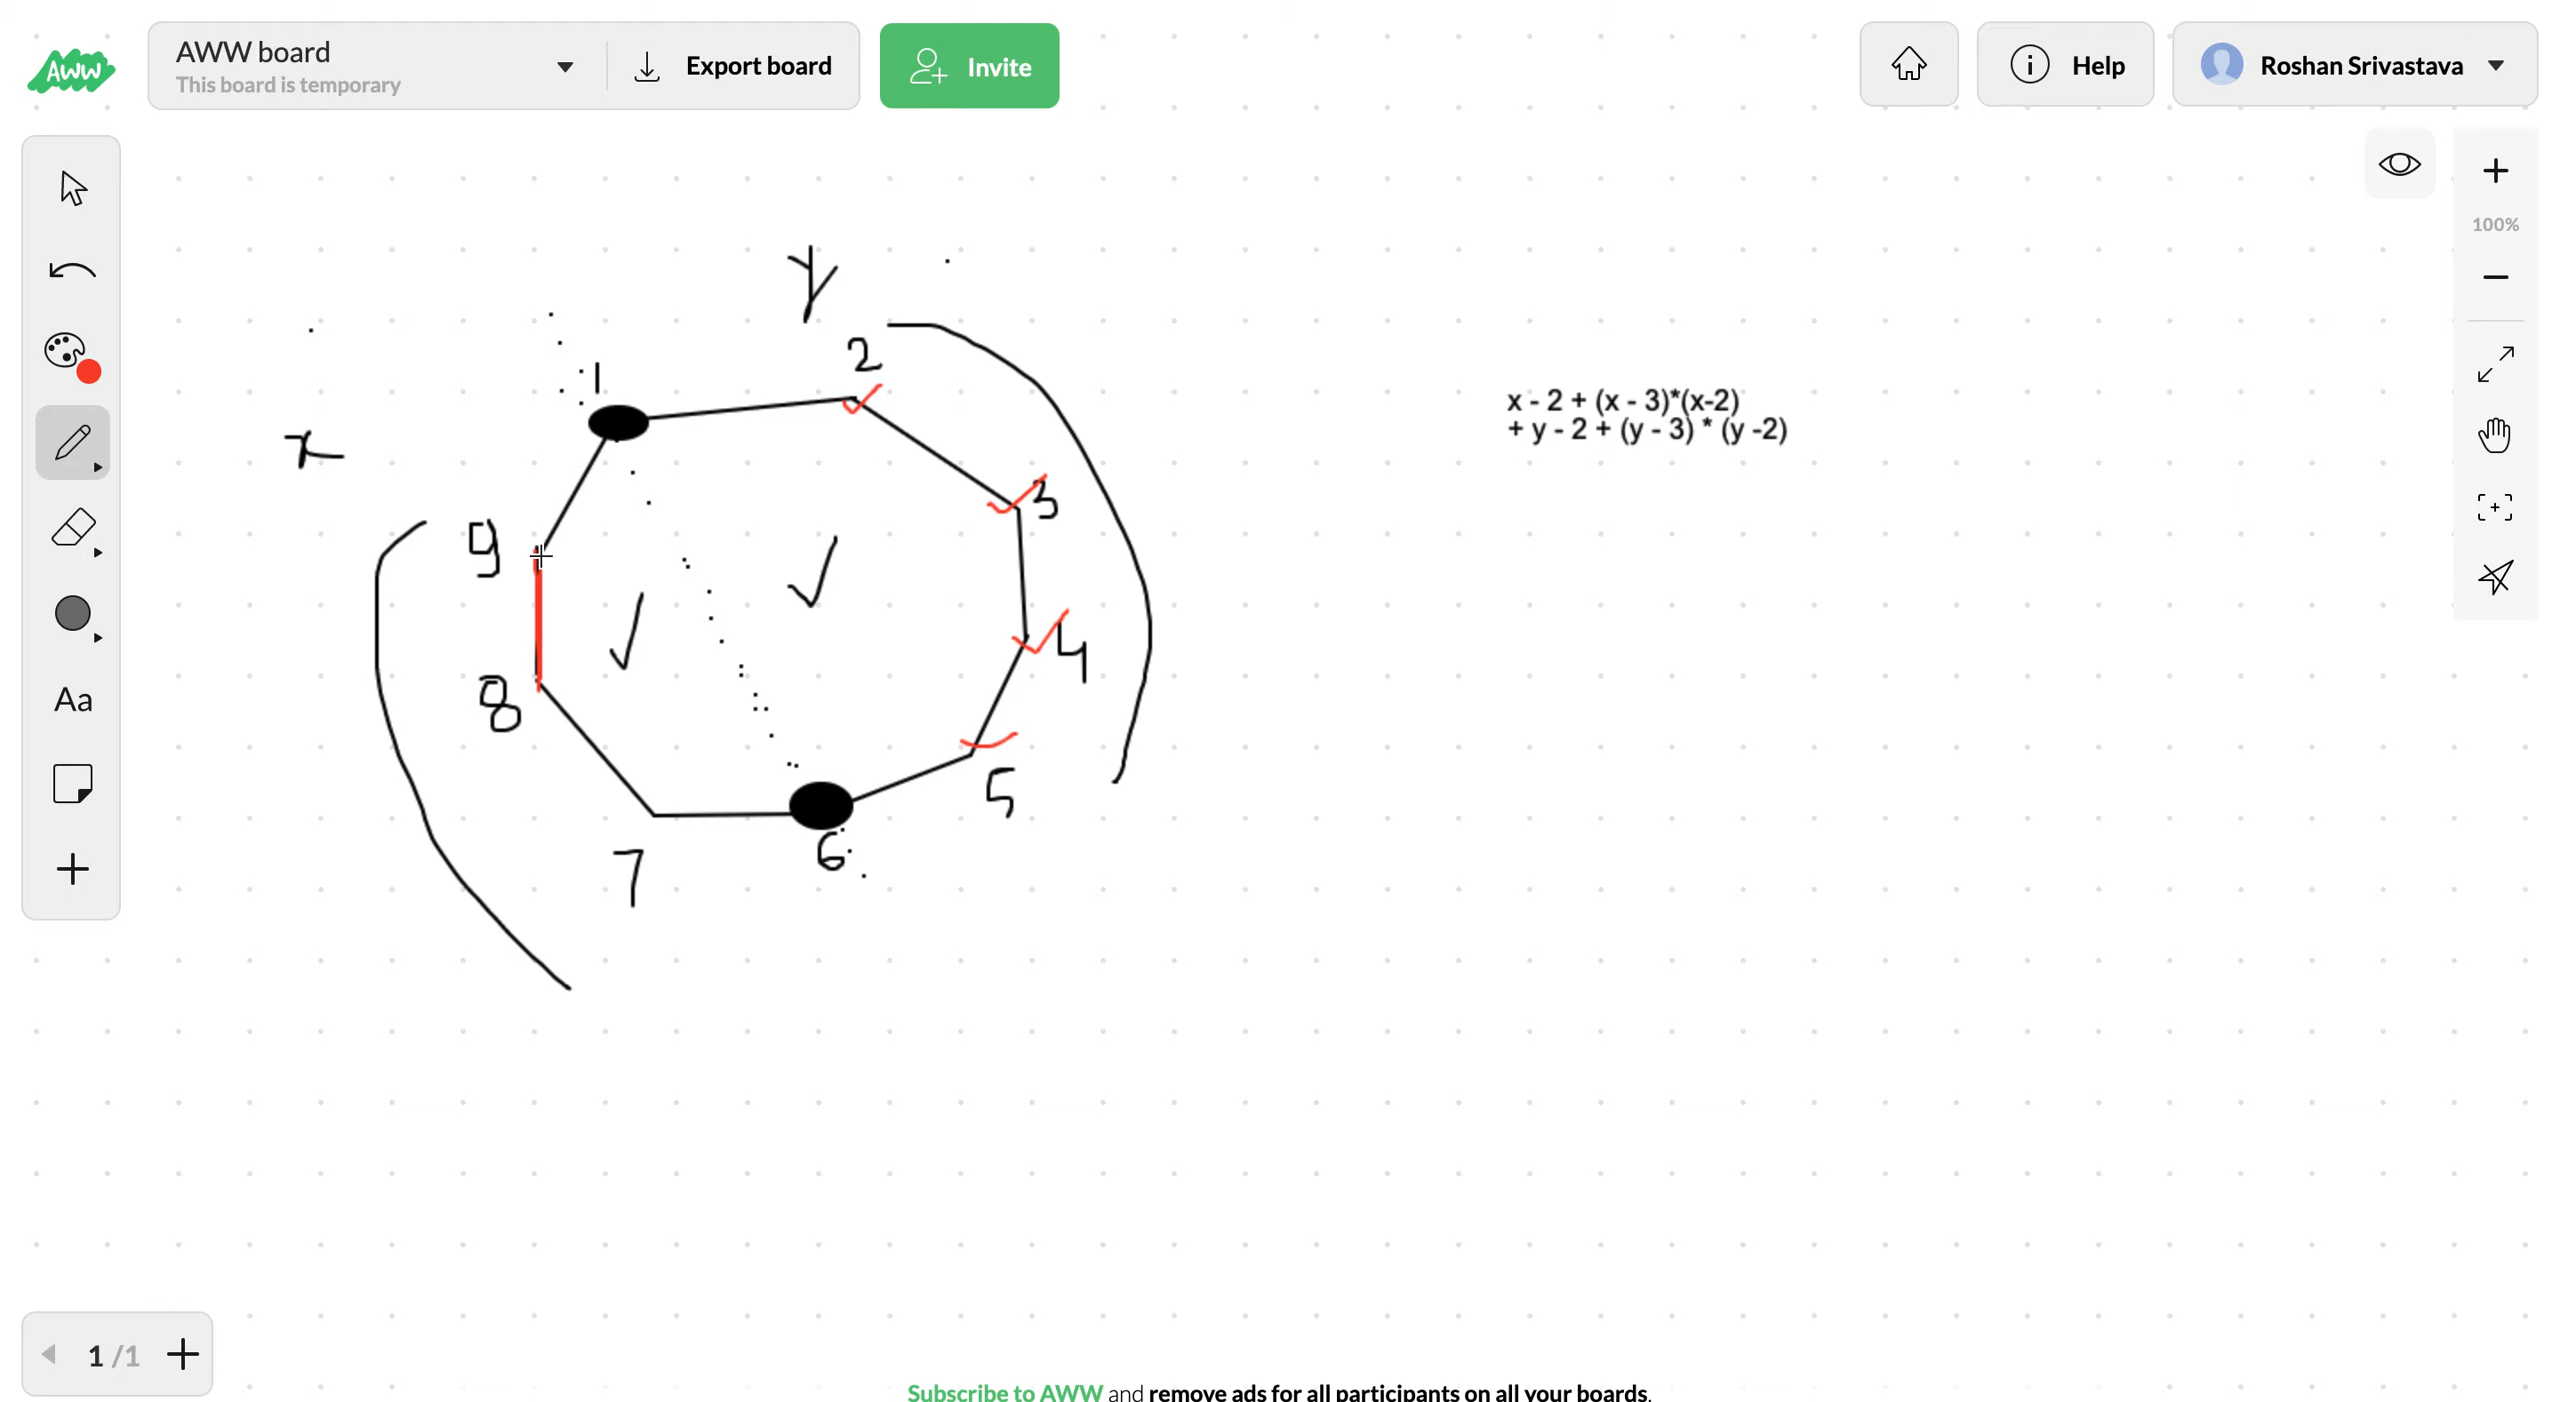 AWW
AWW board
This board is temporary
Export board
Invite
Help
Roshan Srivastava
100%
y
2
1
x
x - 2 + (x - 3)*(x-2)
+ y - 2 + (y - 3) * (y -2)
3
9
4
8
5
6
7
Aa
1 /1
Subscribe to AWW and remove ads for all participants on all your boards.